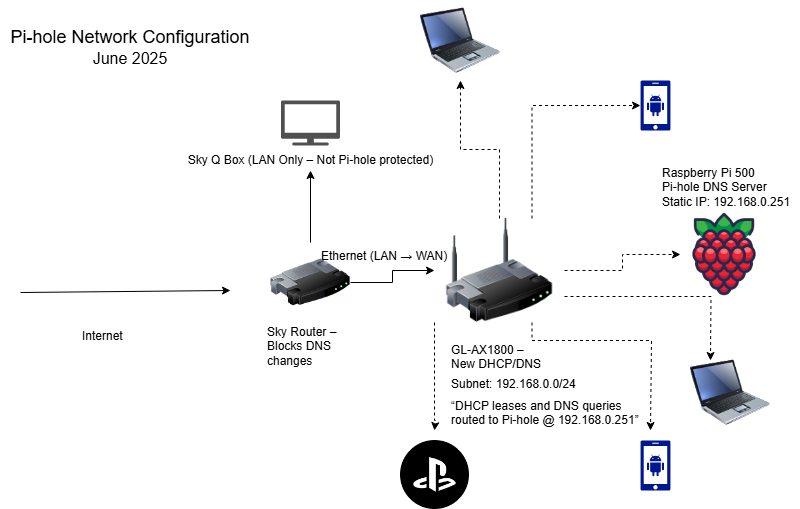 Pi-hole Network Configuration
June 2025
Sky Q Box (LAN Only – Not Pi-hole protected)
Raspberry Pi 500
Pi-hole DNS Server
Static IP: 192.168.0.251
Ethernet (LAN → WAN)
Internet
Sky Router –
Blocks DNS
changes
GL-AX1800 –
New DHCP/DNS
Subnet: 192.168.0.0/24
“DHCP leases and DNS queries
routed to Pi-hole @ 192.168.0.251”